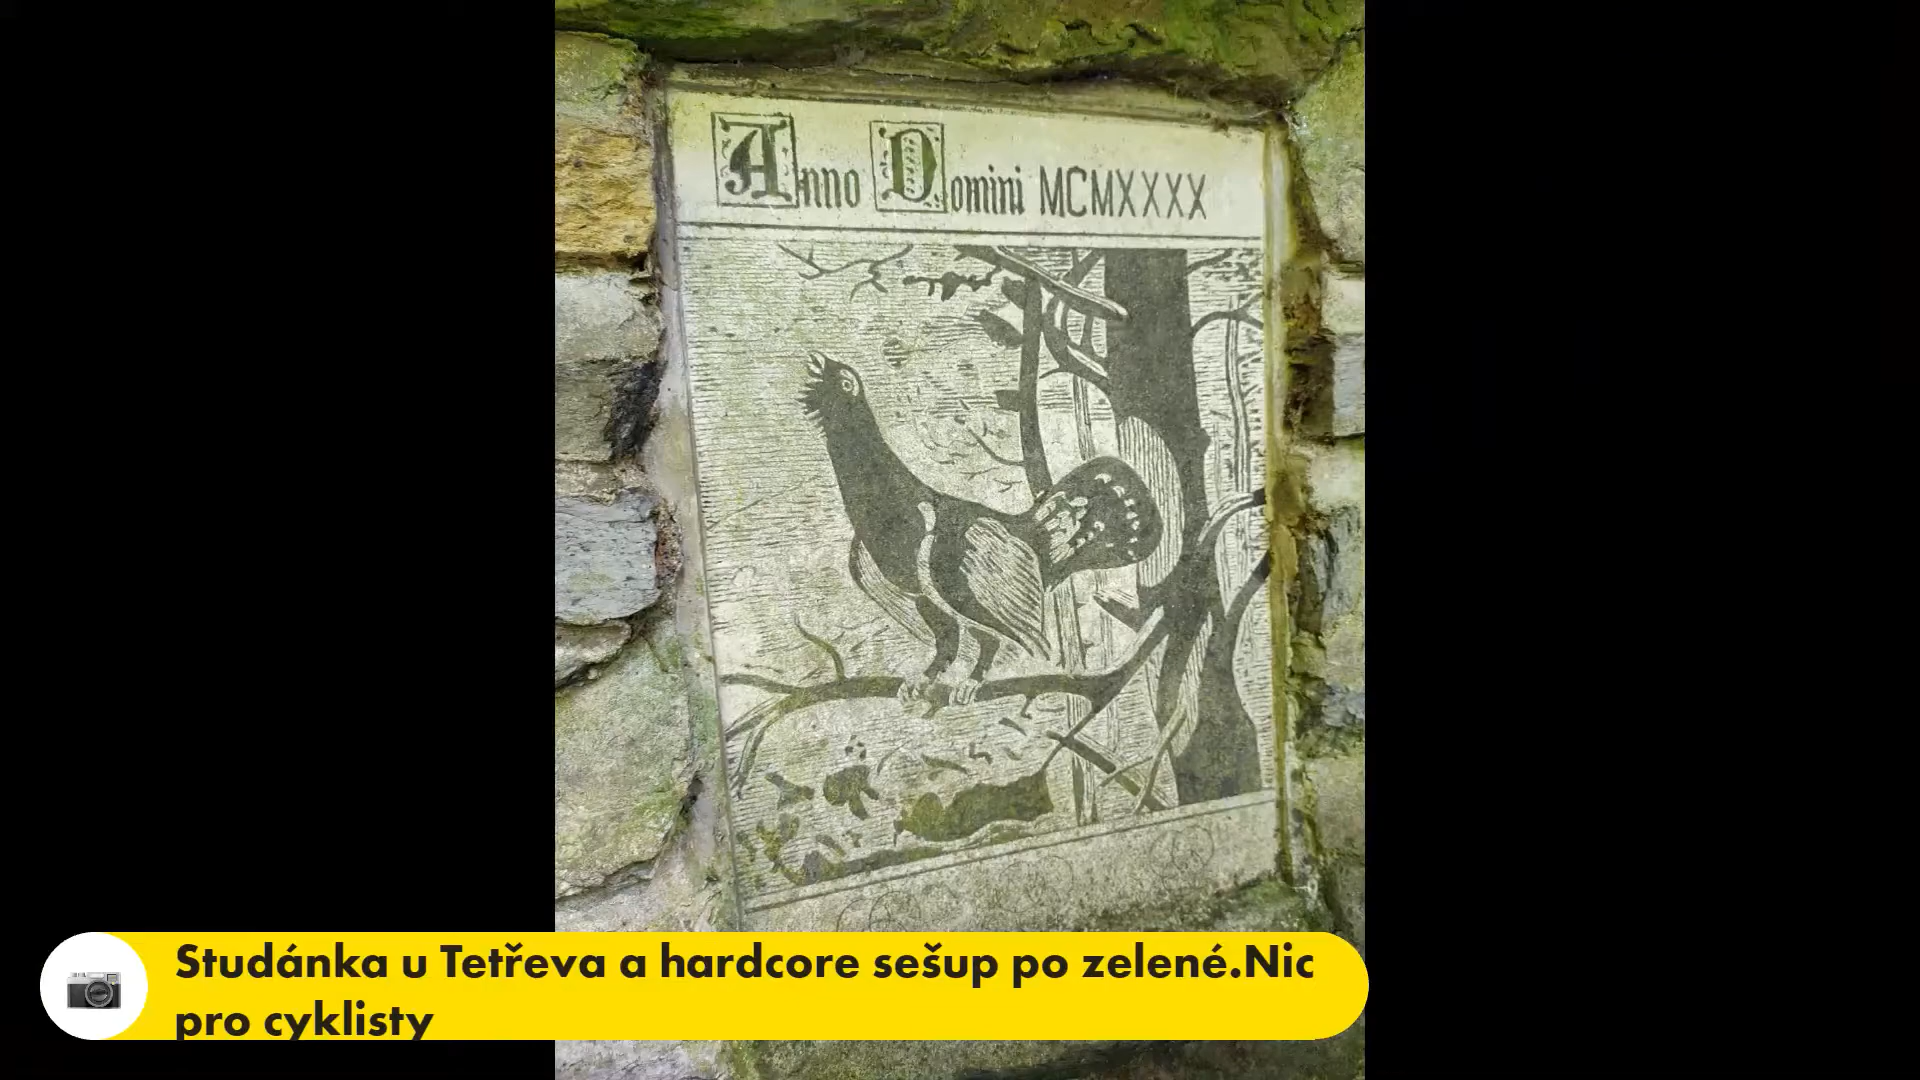 Anno Domini MCMXXXX
Studánka u Tetřeva a hardcore sešup po zelené.Nic
pro cyklisty